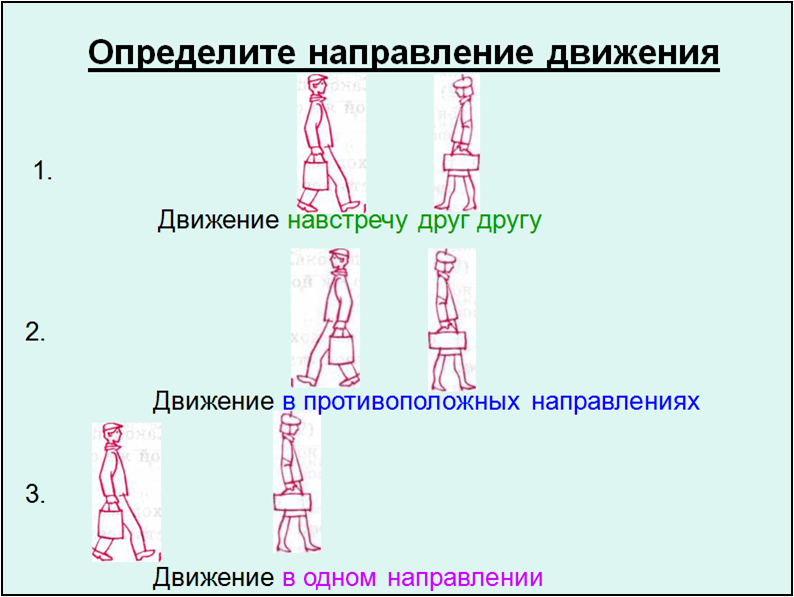 Определите направление движения
1.
Движение навстречу друг другу
2.
Движение в противоположных направлениях
3.
Движение в одном направлении